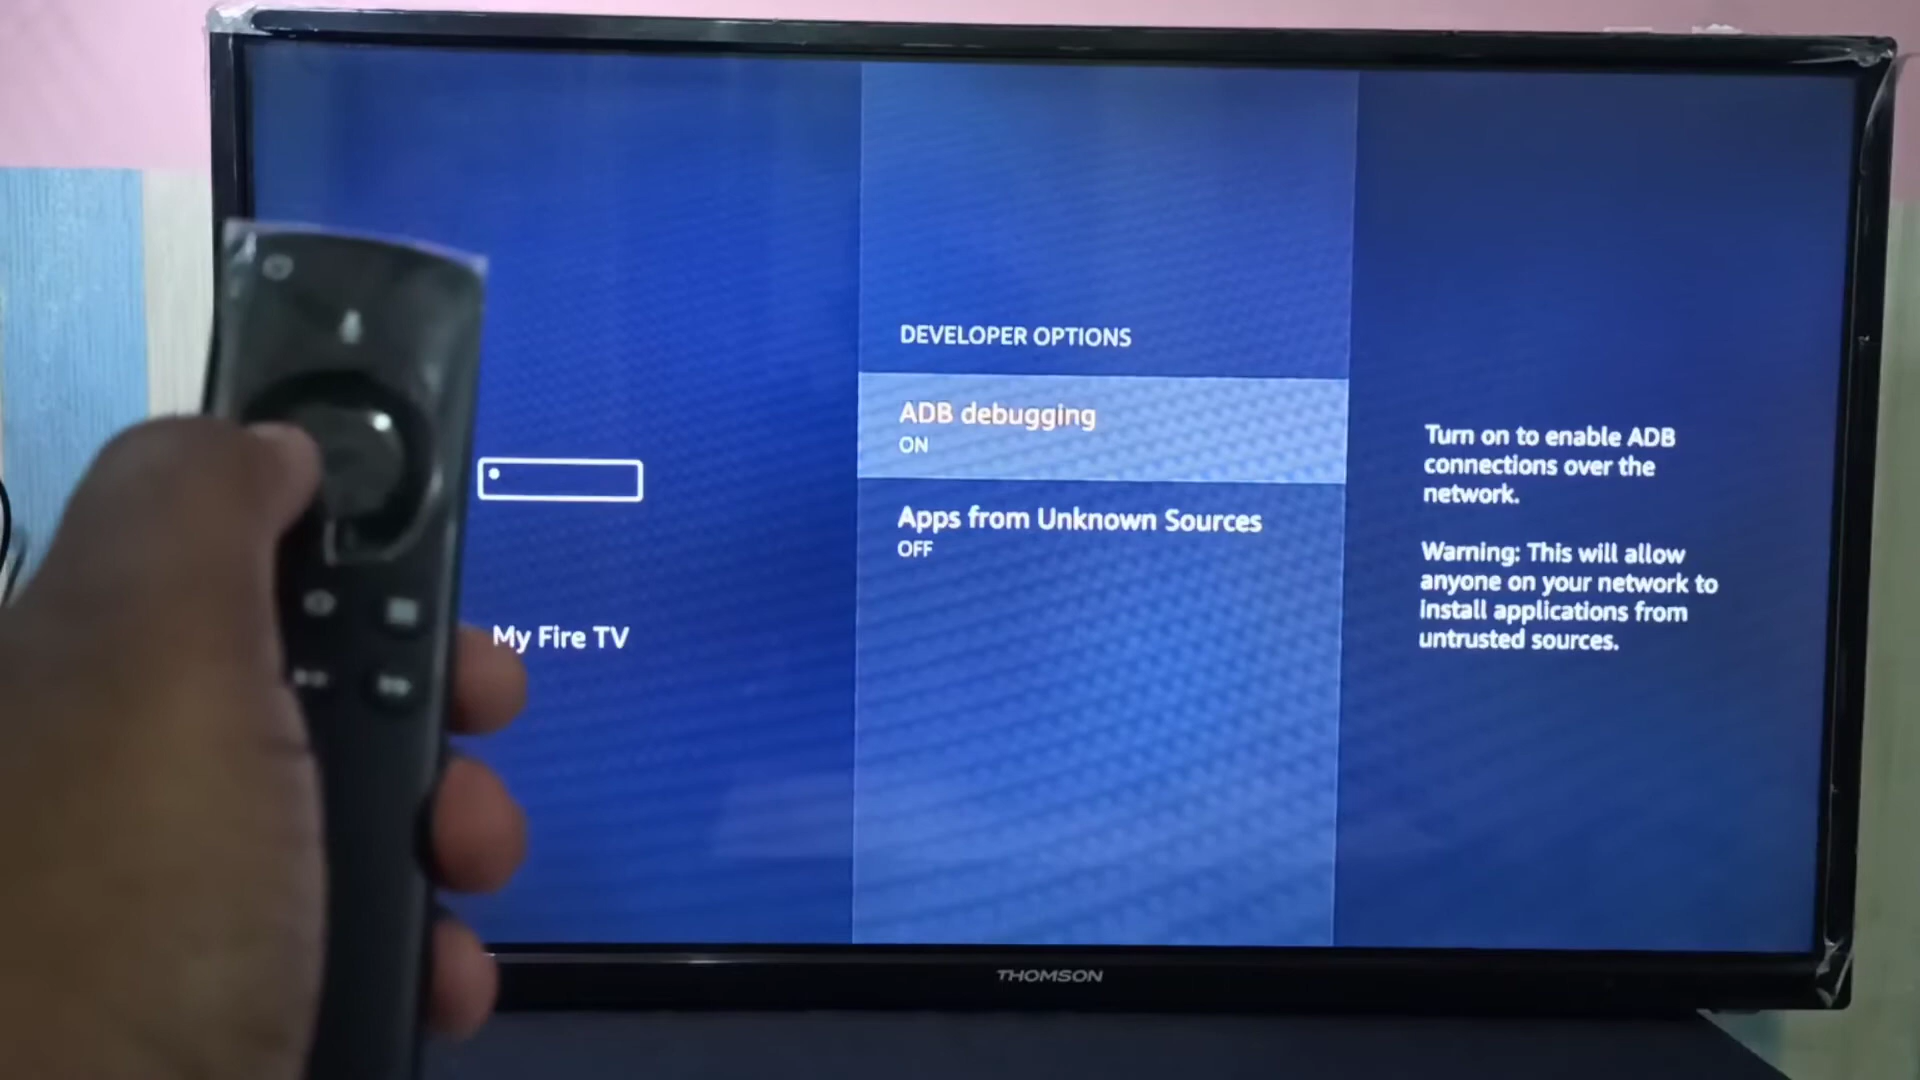 DEVELOPER OPTIONS
ADB debugging
ON
Apps from Unknown Sources
OFF
My Fire TV
Turn on to enable ADB
connections over the
network.
Warning: This will allow
anyone on your network to
install applications from
untrusted sources.
THOMSON